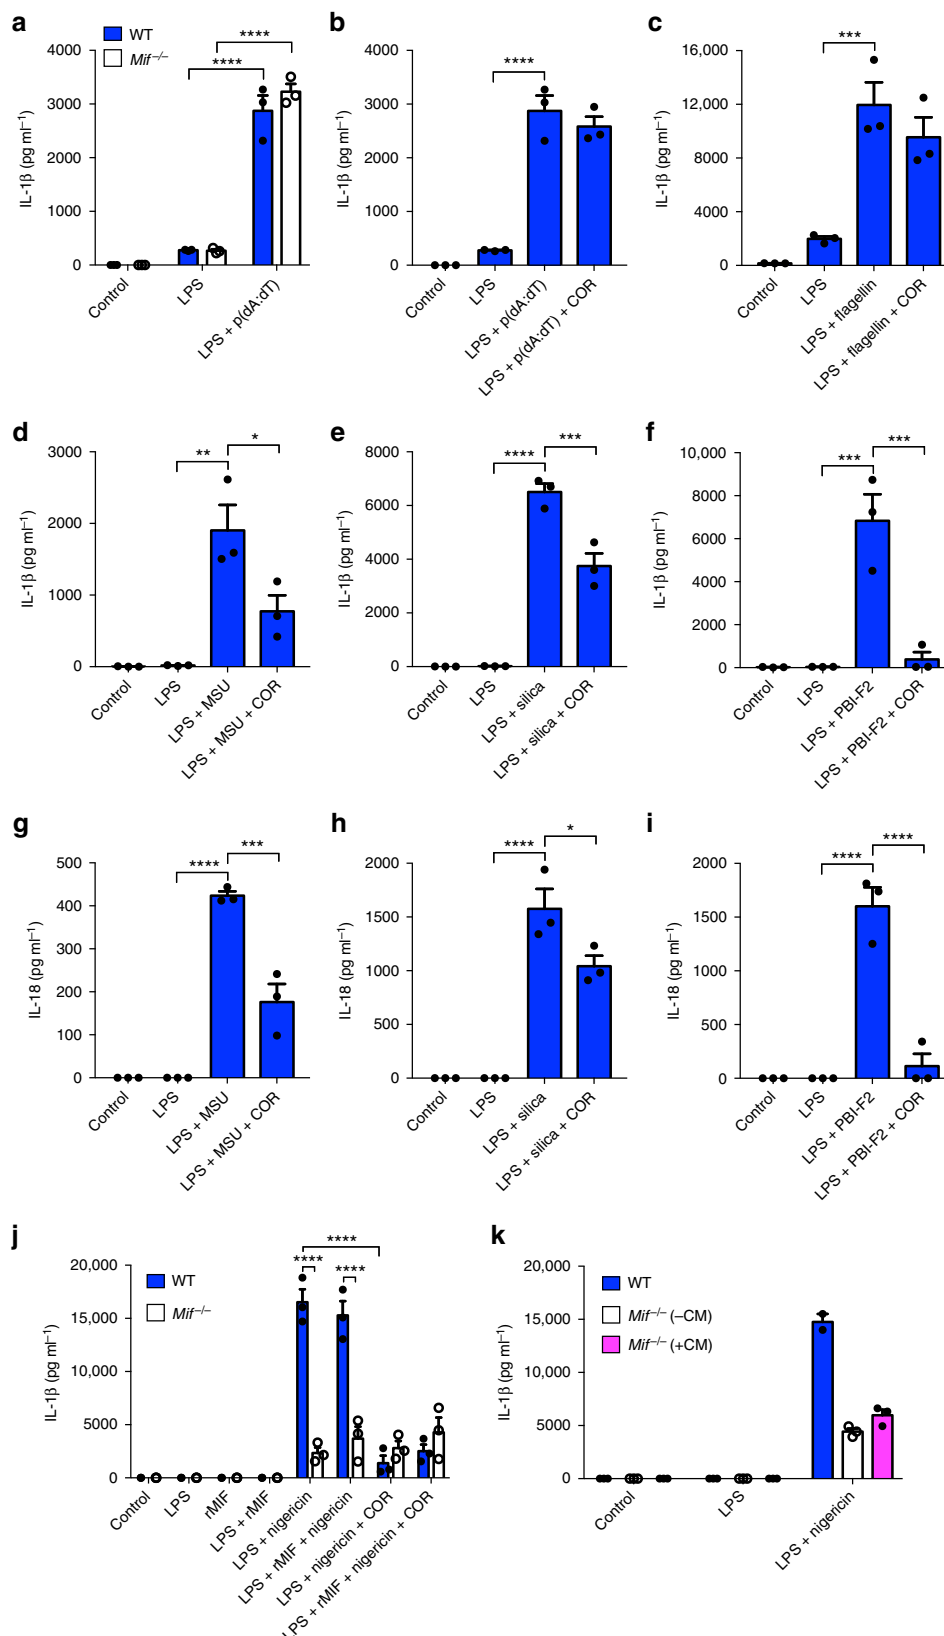 a
WT
Mif−/−
****
****
IL-1β (pg ml−1)
4000
3000
2000
1000
0
Control
LPS
LPS + p(dA:dT)
b
****
IL-1β (pg ml−1)
4000
3000
2000
1000
0
Control
LPS
LPS + p(dA:dT)
LPS + p(dA:dT) + COR
c
***
IL-1β (pg ml−1)
16,000
12,000
8000
4000
0
Control
LPS
LPS + flagellin
LPS + flagellin + COR
d
**
*
IL-1β (pg ml−1)
3000
2000
1000
0
Control
LPS
LPS + MSU
LPS + MSU + COR
e
****
***
IL-1β (pg ml−1)
8000
6000
4000
2000
0
Control
LPS
LPS + silica
LPS + silica + COR
f
***
***
IL-1β (pg ml−1)
10,000
8000
6000
4000
2000
0
Control
LPS
LPS + PBI-F2
LPS + PBI-F2 + COR
g
****
***
IL-18 (pg ml−1)
500
400
300
200
100
0
Control
LPS
LPS + MSU
LPS + MSU + COR
h
****
*
IL-18 (pg ml−1)
2000
1500
1000
500
0
Control
LPS
LPS + silica
LPS + silica + COR
i
****
****
IL-18 (pg ml−1)
2000
1500
1000
500
0
Control
LPS
LPS + PBI-F2
LPS + PBI-F2 + COR
j
WT
Mif−/−
****
****
****
IL-1β (pg ml−1)
20,000
15,000
10,000
5000
0
Control
LPS
rMIF
LPS + rMIF
LPS + nigericin
LPS + rMIF + nigericin
LPS + nigericin + COR
LPS + rMIF + nigericin + COR
k
WT
Mif−/− (−CM)
Mif−/− (+CM)
IL-1β (pg ml−1)
20,000
15,000
10,000
5000
0
Control
LPS
LPS + nigericin